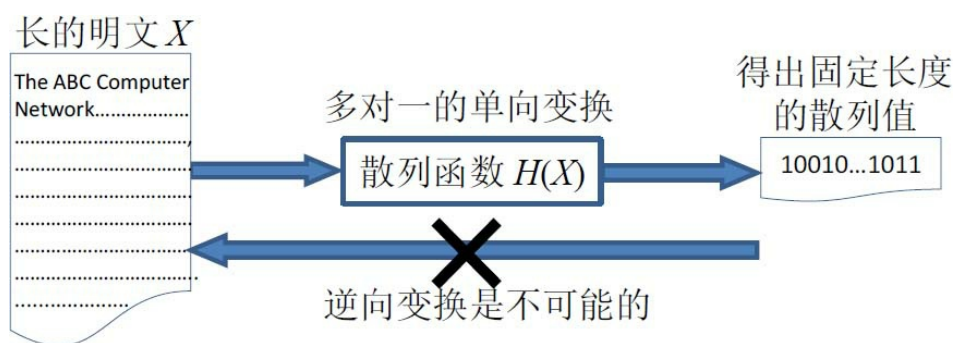 长的明文 X
The ABC Computer
Network...................
多对一的单向变换
散列函数 H(X)
得出固定长度
的散列值
10010...1011
逆向变换是不可能的